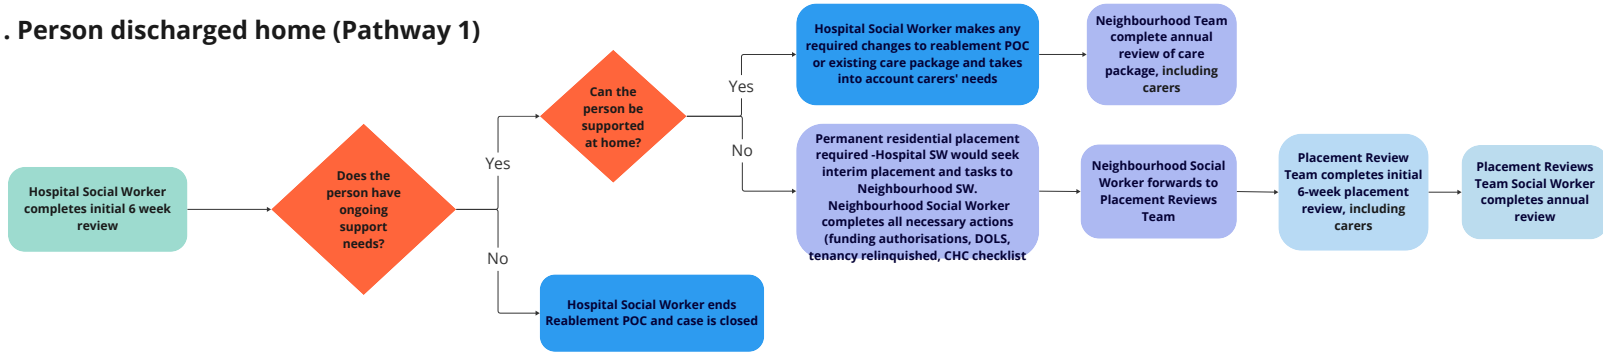 . Person discharged home (Pathway 1)
Hospital Social Worker
completes initial 6 week
review
Does the
person have
ongoing
support
needs?
Yes
No
Can the
person be
supported
at home?
Yes
No
Hospital Social Worker makes any
required changes to reablement POC
or existing care package and takes
into account carers' needs
Neighbourhood Team
complete annual
review of care
package, including
carers
Permanent residential placement
required -Hospital SW would seek
interim placement and tasks to
Neighbourhood SW.
Neighbourhood Social Worker
completes all necessary actions
(funding authorisations, DOLS,
tenancy relinquished, CHC checklist
Neighbourhood Social
Worker forwards to
Placement Reviews
Team
Placement Review
Team completes initial
6-week placement
review, including
carers
Placement Reviews
Team Social Worker
completes annual
review
Hospital Social Worker ends
Reablement POC and case is closed